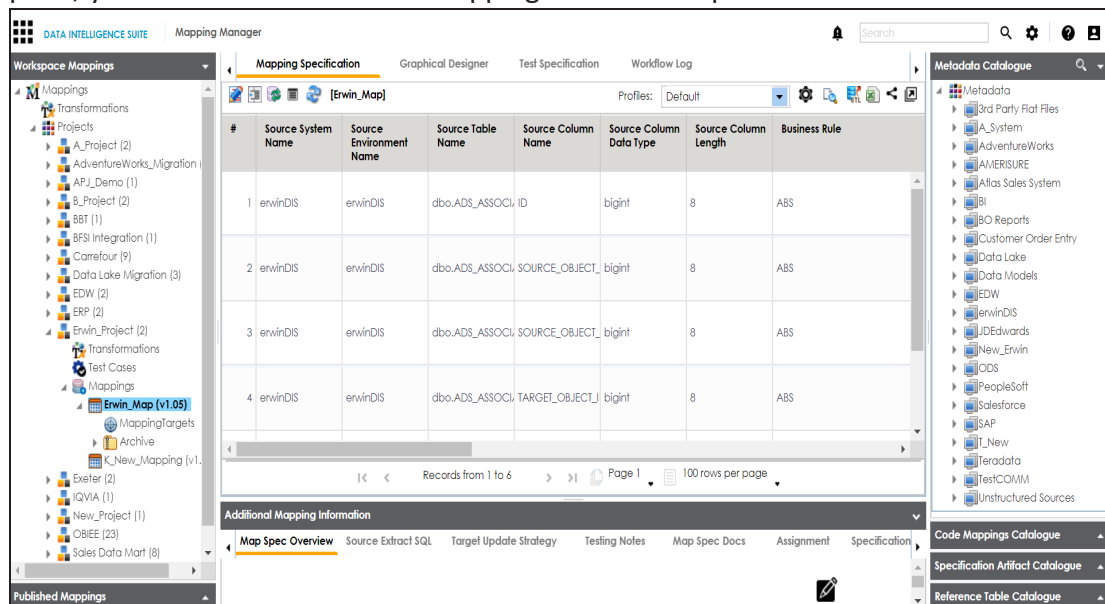 DATA INTELLIGENCE SUITE Mapping Manager Search
Workspace Mappings
Mappings
Transformations
Projects
A_Project (2)
AdventureWorks_Migration (
APJ_Demo (1)
B_Project (2)
BBT (1)
BFSI Integration (1)
Carrefour (9)
Data Lake Migration (3)
EDW (2)
ERP (2)
Erwin_Project (2)
Transformations
Test Cases
Mappings
Erwin_Map (v1.05)
MappingTargets
Archive
K_New_Mapping (v1.
Exeter (2)
IQVIA (1)
New_Project (1)
OBIEE (23)
Sales Data Mart (8)
Published Mappings
Mapping Specification Graphical Designer Test Specification Workflow Log
[Erwin_Map] Profiles: Default
# Source System Name Source Environment Name Source Table Name Source Column Name Source Column Data Type Source Column Length Business Rule
1 erwinDIS erwinDIS dbo.ADS_ASSOCI ID bigint 8 ABS
2 erwinDIS erwinDIS dbo.ADS_ASSOCI SOURCE_OBJECT_ bigint 8 ABS
3 erwinDIS erwinDIS dbo.ADS_ASSOCI SOURCE_OBJECT_ bigint 8 ABS
4 erwinDIS erwinDIS dbo.ADS_ASSOCI TARGET_OBJECT_I bigint 8 ABS
Records from 1 to 6 Page 1 100 rows per page
Additional Mapping Information
Map Spec Overview Source Extract SQL Target Update Strategy Testing Notes Map Spec Docs Assignment Specification
Metadata Catalogue
Metadata
3rd Party Flat Files
A_System
AdventureWorks
AMERISURE
Atlas Sales System
BI
BO Reports
Customer Order Entry
Data Lake
Data Models
EDW
erwinDIS
JDEdwards
New_Erwin
ODS
PeopleSoft
Salesforce
SAP
T_New
Teradata
TestCOMM
Unstructured Sources
Code Mappings Catalogue
Specification Artifact Catalogue
Reference Table Catalogue